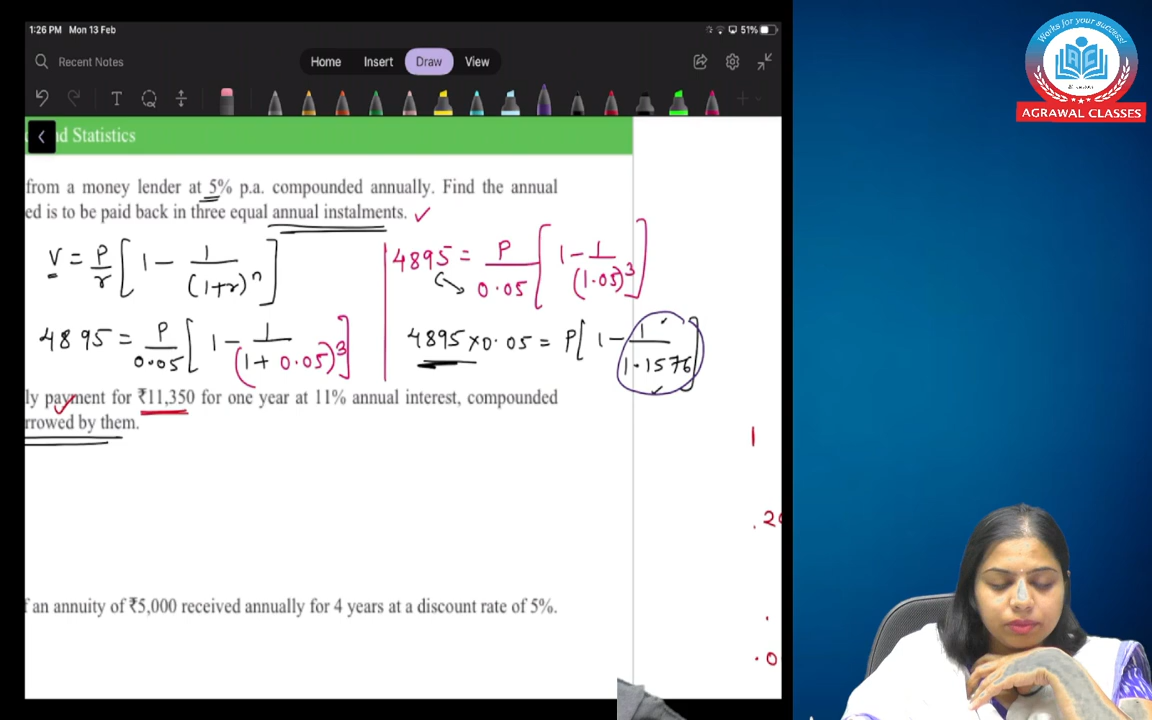 1:26 PM Mon 13 Feb
51%
Recent Notes
Home Insert Draw View
nd Statistics
from a money lender at 5% p.a. compounded annually. Find the annual
ed is to be paid back in three equal annual instalments. ✓
V = P/r [1 - 1/(1+r)^n]
4895 = P/0.05 [1 - 1/(1.05)^3]
4895 = P/0.05 [1 - 1/(1+0.05)^3]
4895 × 0.05 = P[1 - 1/1.1576]
ly payment for ₹11,350 for one year at 11% annual interest, compounded
rrowed by them.
1
.20
.0
f an annuity of ₹5,000 received annually for 4 years at a discount rate of 5%.
Works for your success!
AC
AGRAWAL CLASSES